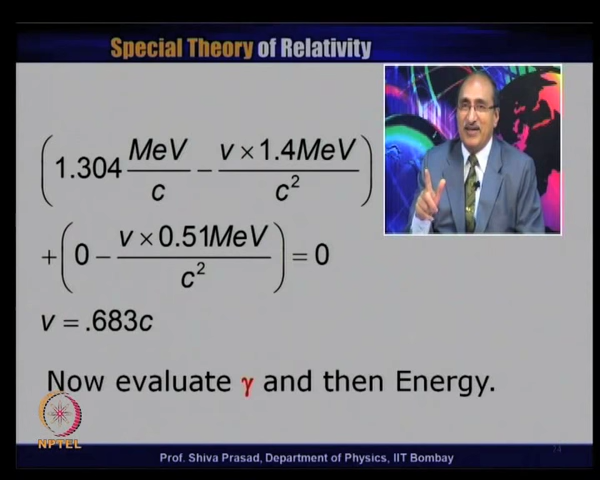 Special Theory of Relativity
(1.304 MeV/c − v × 1.4MeV/c²)
+(0 − v × 0.51MeV/c²) = 0
v = .683c
Now evaluate γ and then Energy.
NPTEL
Prof. Shiva Prasad, Department of Physics, IIT Bombay
14